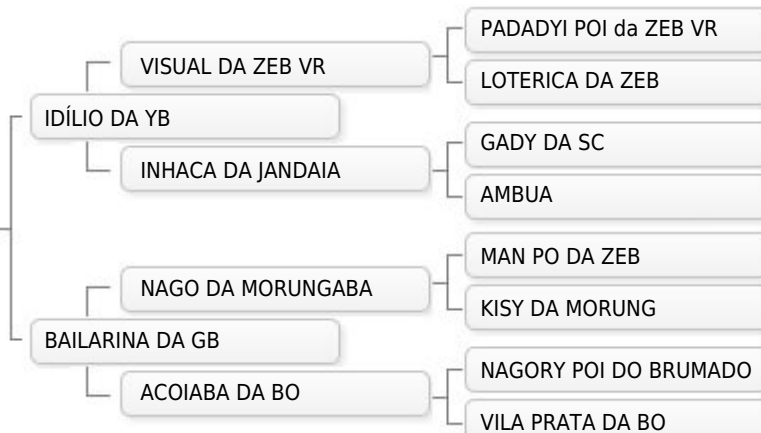 PADADYI POI da ZEB VR
VISUAL DA ZEB VR
LOTERICA DA ZEB
IDÍLIO DA YB
GADY DA SC
INHACA DA JANDAIA
AMBUA
MAN PO DA ZEB
NAGO DA MORUNGABA
KISY DA MORUNG
BAILARINA DA GB
NAGORY POI DO BRUMADO
ACOIABA DA BO
VILA PRATA DA BO